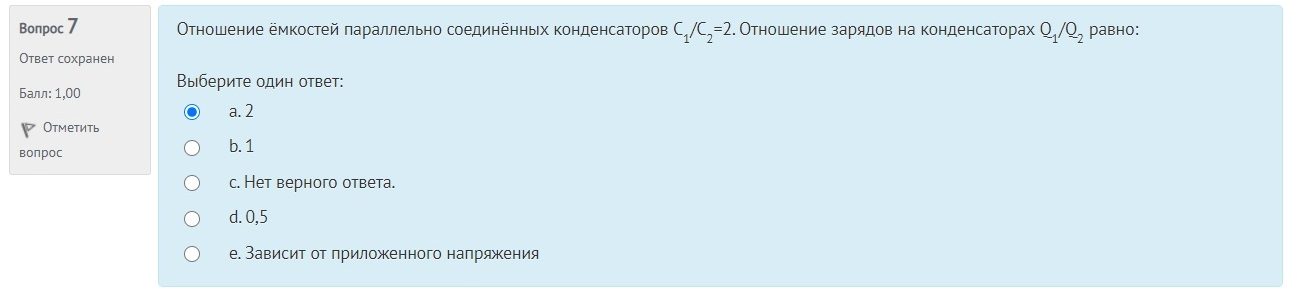 Вопрос 7
Ответ сохранен
Балл: 1,00
Отметить
вопрос
Отношение ёмкостей параллельно соединённых конденсаторов C1/C2=2. Отношение зарядов на конденсаторах Q1/Q2 равно:
Выберите один ответ:
a. 2
b. 1
c. Нет верного ответа.
d. 0,5
e. Зависит от приложенного напряжения